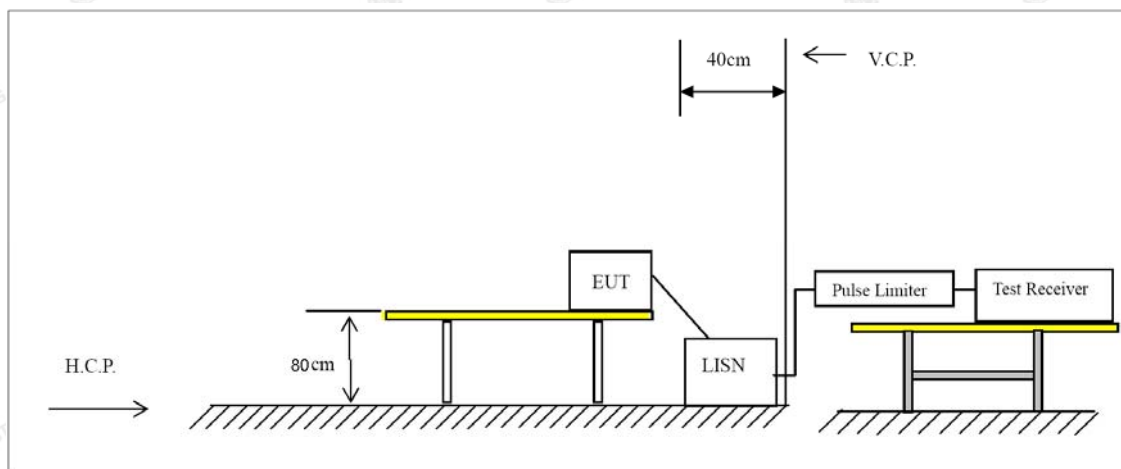 40cm
V.C.P.
EUT
Pulse Limiter
Test Receiver
80cm
H.C.P.
LISN